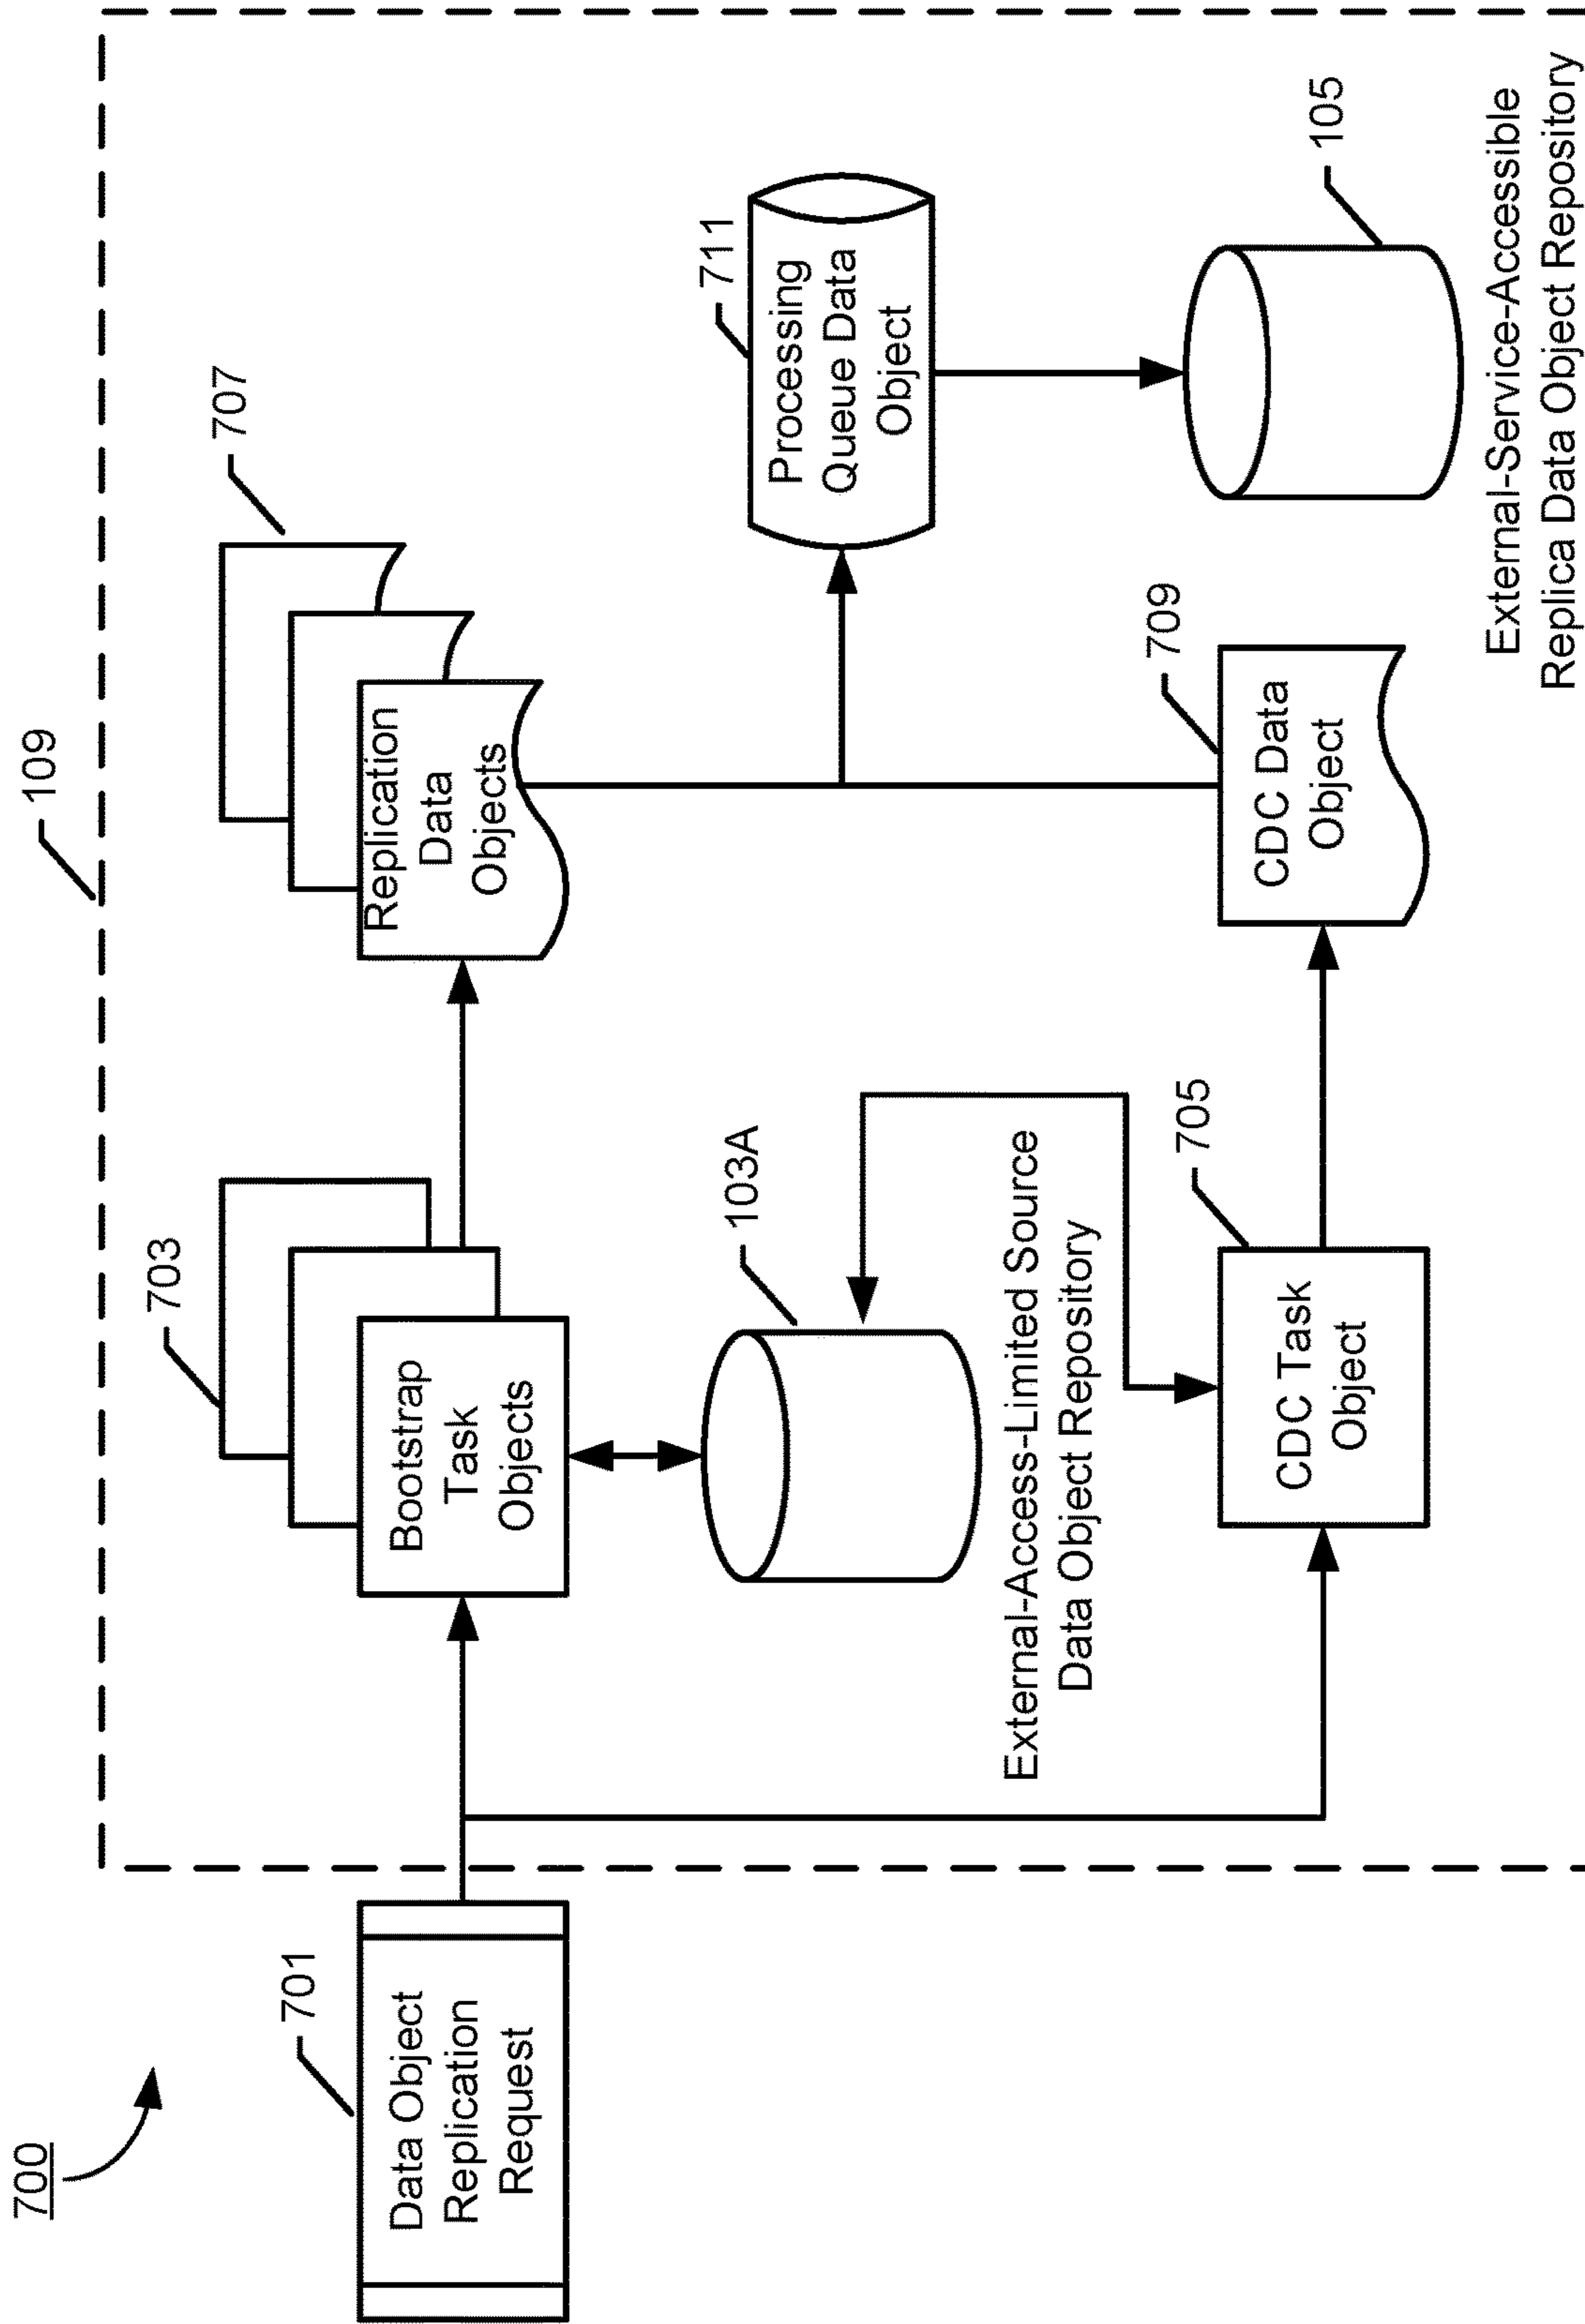 700
109
701
Data Object
Replication
Request
703
Bootstrap
Task
Objects
707
Replication
Data
Objects
103A
External-Access-Limited Source
Data Object Repository
711
Processing
Queue Data
Object
705
CDC Task
Object
709
CDC Data
Object
105
External-Service-Accessible
Replica Data Object Repository